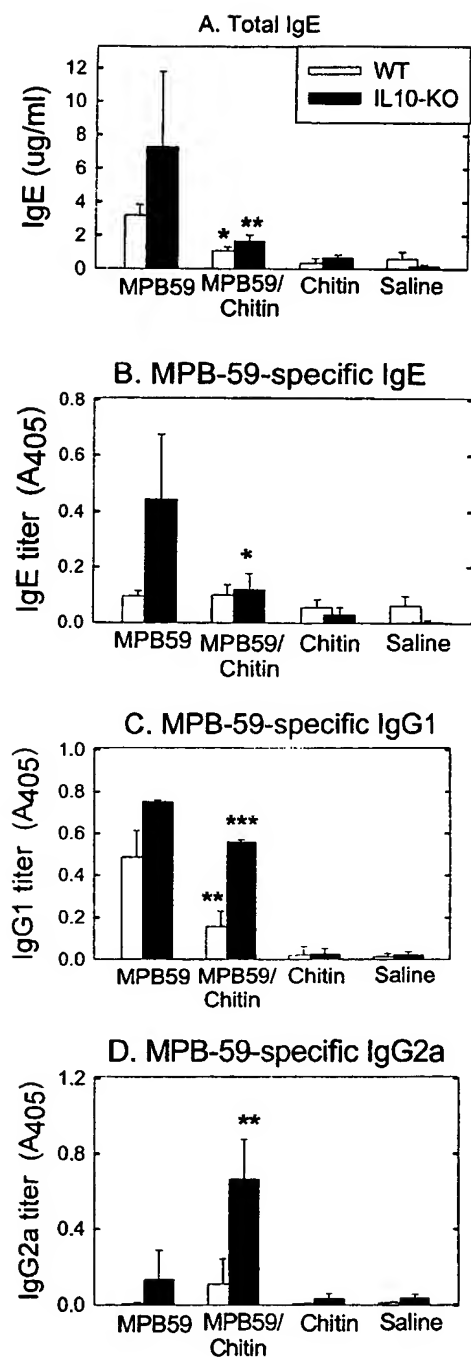 A. Total IgE
WT
IL10-KO
IgE (ug/ml)
12
10
8
6
4
2
0
*
**
MPB59
MPB59/
Chitin
Chitin
Saline
B. MPB-59-specific IgE
IgE titer (A405)
0.8
0.6
0.4
0.2
0.0
*
MPB59
MPB59/
Chitin
Chitin
Saline
C. MPB-59-specific IgG1
IgG1 titer (A405)
1.0
0.8
0.6
0.4
0.2
0.0
**
***
MPB59
MPB59/
Chitin
Chitin
Saline
D. MPB-59-specific IgG2a
IgG2a titer (A405)
1.2
0.8
0.4
0.0
**
MPB59
MPB59/
Chitin
Chitin
Saline